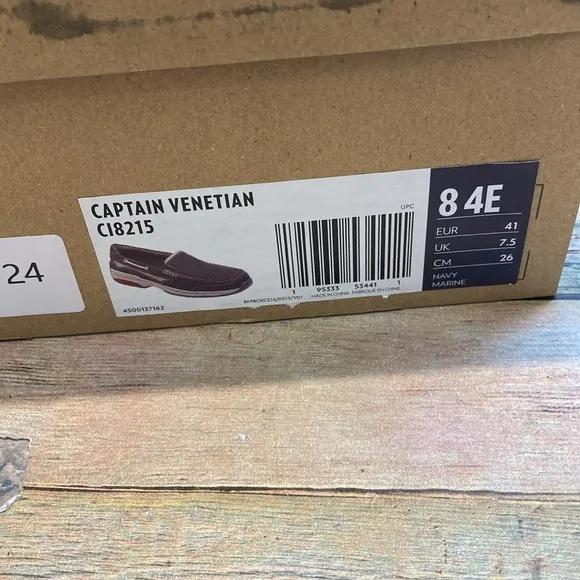 24
CAPTAIN VENETIAN
CI8215
4500137162
UPC
1 95333 53441 1
MADE IN CHINA FABRIQUE EN CHINE
8 4E
EUR 41
UK 7.5
CM 26
NAVY
MARINE